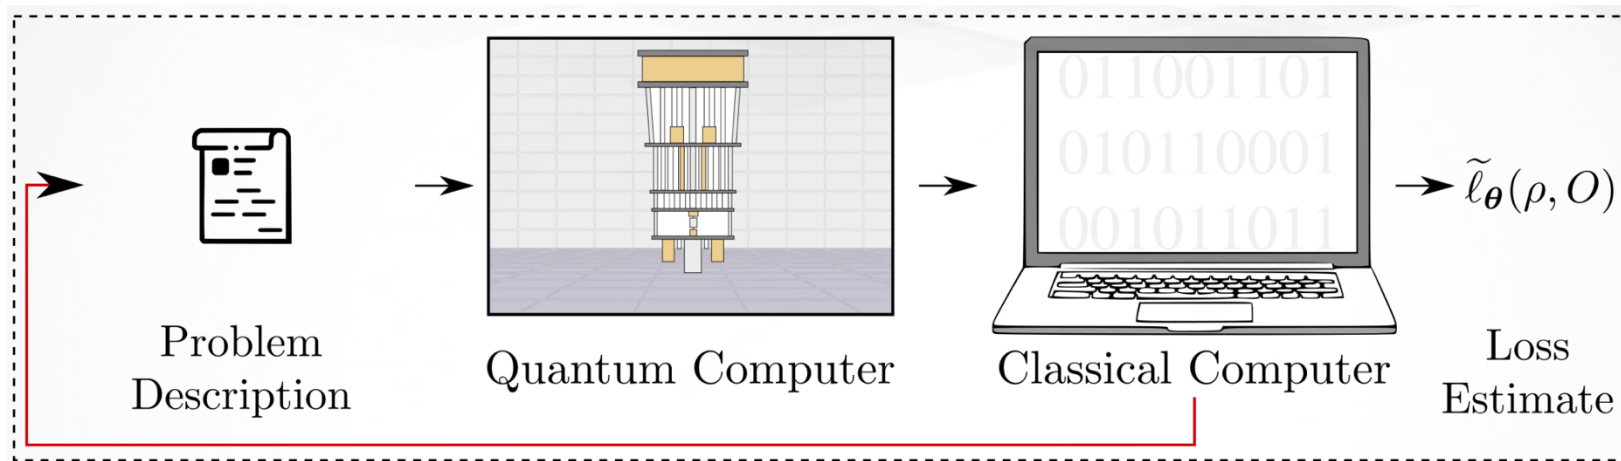 011001101
010110001
001011011
$\widetilde{\ell}_{\boldsymbol{\theta}}(\rho, O)$
Problem
Description
Quantum Computer
Classical Computer
Loss
Estimate